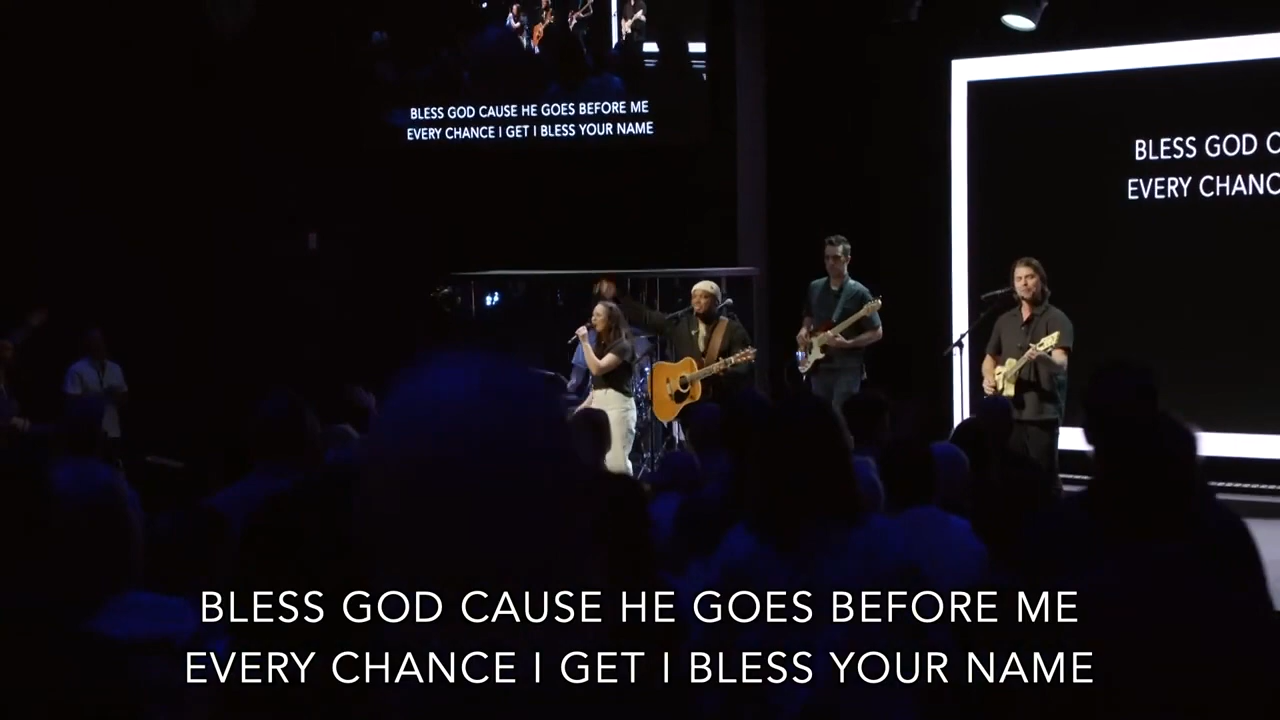 BLESS GOD CAUSE HE GOES BEFORE ME
EVERY CHANCE I GET I BLESS YOUR NAME
BLESS GOD C
EVERY CHANC
BLESS GOD CAUSE HE GOES BEFORE ME
EVERY CHANCE I GET I BLESS YOUR NAME